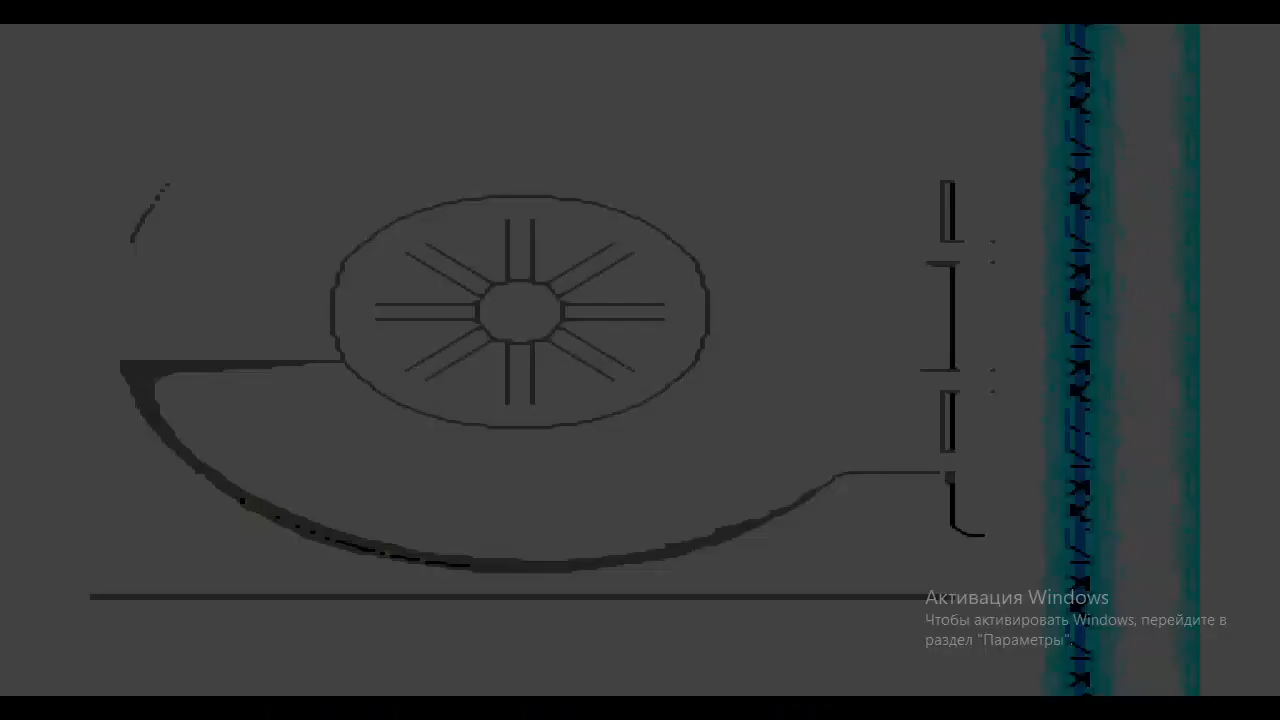 Активация Windows
Чтобы активировать Windows, перейдите в
раздел "Параметры".